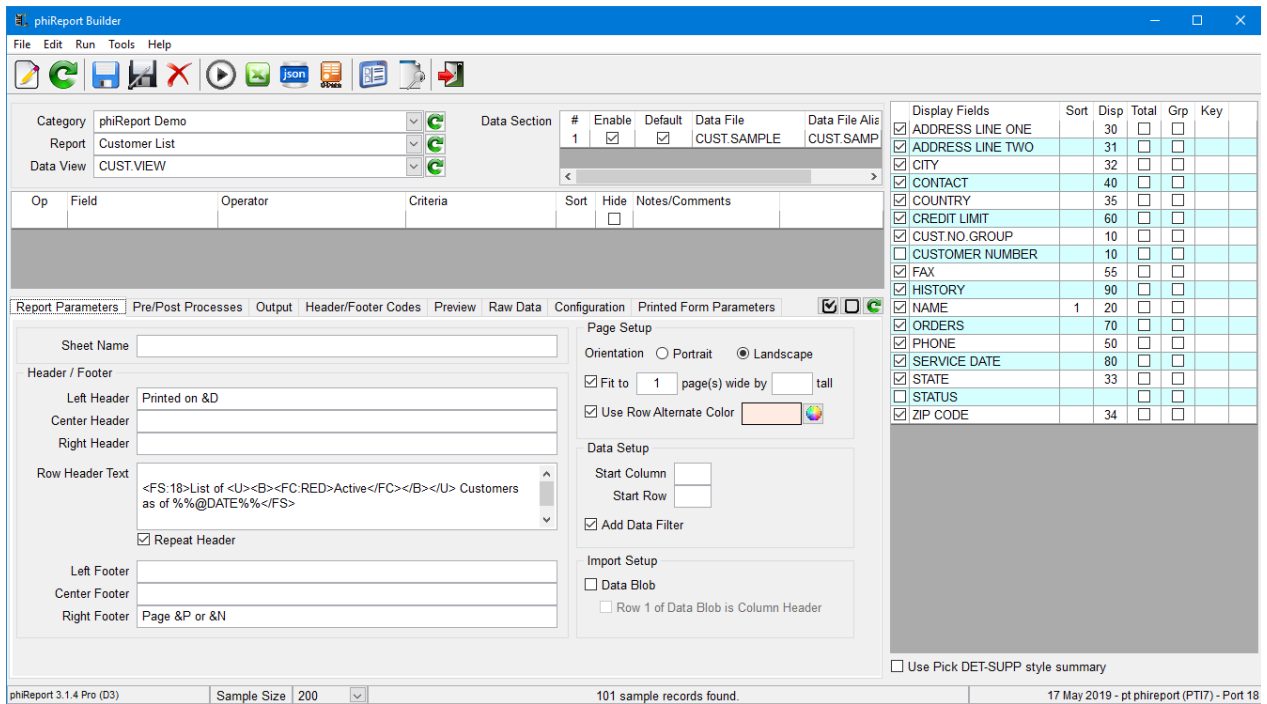 phiReport Builder
File Edit Run Tools Help
json
Category phiReport Demo
Report Customer List
Data View CUST.VIEW
Data Section
# Enable Default Data File Data File Alia
1 CUST.SAMPLE CUST.SAMP
Op Field Operator Criteria Sort Hide Notes/Comments
Report Parameters Pre/Post Processes Output Header/Footer Codes Preview Raw Data Configuration Printed Form Parameters
Sheet Name
Header / Footer
Left Header Printed on &D
Center Header
Right Header
Row Header Text
<FS:18>List of <U><B><FC:RED>Active</FC></B></U> Customers
as of %%@DATE%%</FS>
Repeat Header
Left Footer
Center Footer
Right Footer Page &P or &N
Page Setup
Orientation Portrait Landscape
Fit to 1 page(s) wide by tall
Use Row Alternate Color
Data Setup
Start Column
Start Row
Add Data Filter
Import Setup
Data Blob
Row 1 of Data Blob is Column Header
Display Fields Sort Disp Total Grp Key
ADDRESS LINE ONE 30
ADDRESS LINE TWO 31
CITY 32
CONTACT 40
COUNTRY 35
CREDIT LIMIT 60
CUST.NO.GROUP 10
CUSTOMER NUMBER 10
FAX 55
HISTORY 90
NAME 1 20
ORDERS 70
PHONE 50
SERVICE DATE 80
STATE 33
STATUS
ZIP CODE 34
Use Pick DET-SUPP style summary
phiReport 3.1.4 Pro (D3) Sample Size 200 101 sample records found. 17 May 2019 - pt phireport (PTI7) - Port 18